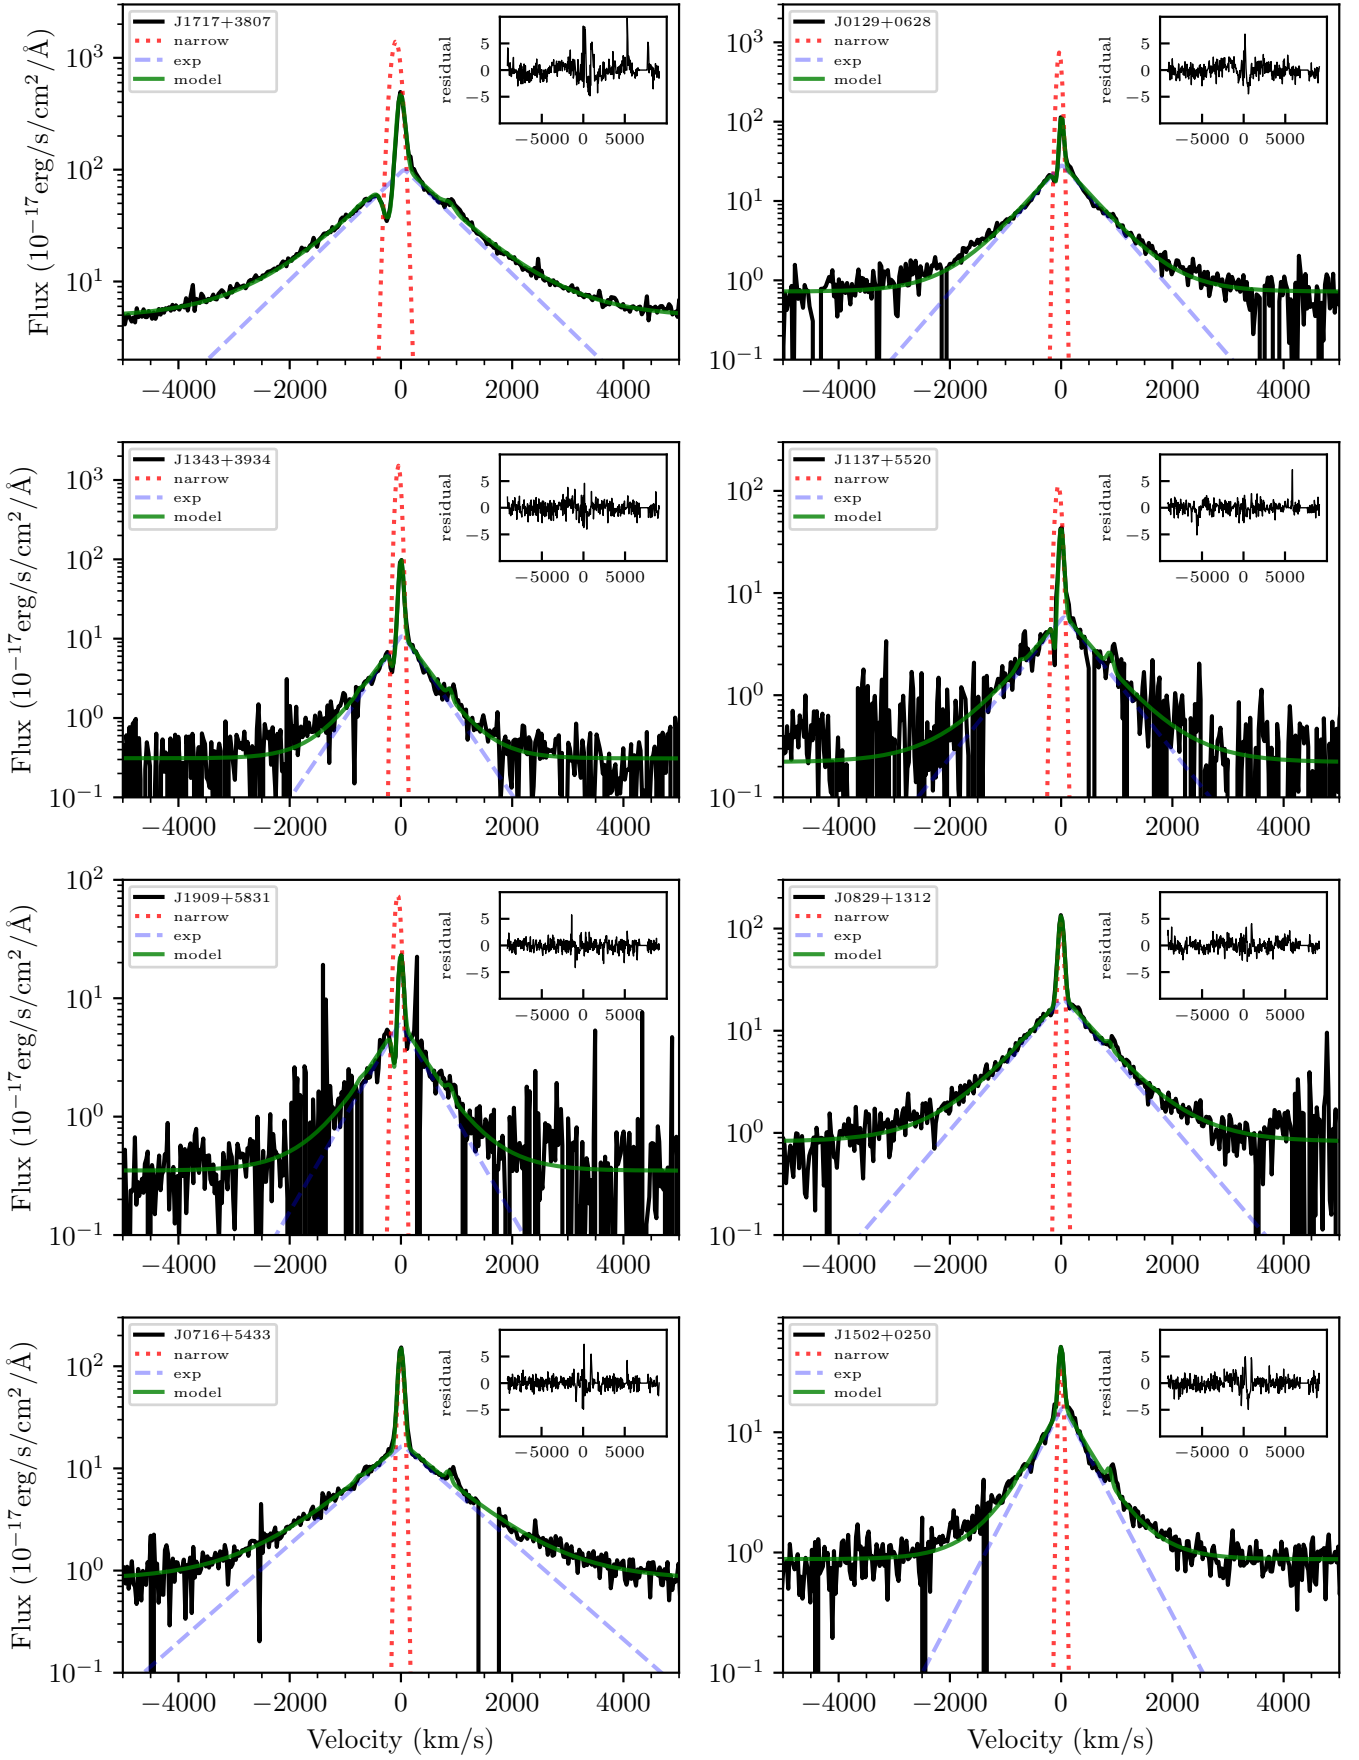 J1717+3807
narrow
exp
model
residual
5
0
−5
−5000 0 5000
10³
10²
10¹
Flux (10⁻¹⁷erg/s/cm²/Å)
−4000 −2000 0 2000 4000
J0129+0628
narrow
exp
model
residual
5
0
−5
−5000 0 5000
10³
10²
10¹
10⁰
10⁻¹
−4000 −2000 0 2000 4000
J1343+3934
narrow
exp
model
residual
5
0
−5
−5000 0 5000
10³
10²
10¹
10⁰
10⁻¹
Flux (10⁻¹⁷erg/s/cm²/Å)
−4000 −2000 0 2000 4000
J1137+5520
narrow
exp
model
residual
5
0
−5
−5000 0 5000
10²
10¹
10⁰
10⁻¹
−4000 −2000 0 2000 4000
J1909+5831
narrow
exp
model
residual
5
0
−5
−5000 0 5000
10²
10¹
10⁰
10⁻¹
Flux (10⁻¹⁷erg/s/cm²/Å)
−4000 −2000 0 2000 4000
J0829+1312
narrow
exp
model
residual
5
0
−5
−5000 0 5000
10²
10¹
10⁰
10⁻¹
−4000 −2000 0 2000 4000
J0716+5433
narrow
exp
model
residual
5
0
−5
−5000 0 5000
10²
10¹
10⁰
10⁻¹
Flux (10⁻¹⁷erg/s/cm²/Å)
−4000 −2000 0 2000 4000
Velocity (km/s)
J1502+0250
narrow
exp
model
residual
5
0
−5
−5000 0 5000
10¹
10⁰
10⁻¹
−4000 −2000 0 2000 4000
Velocity (km/s)